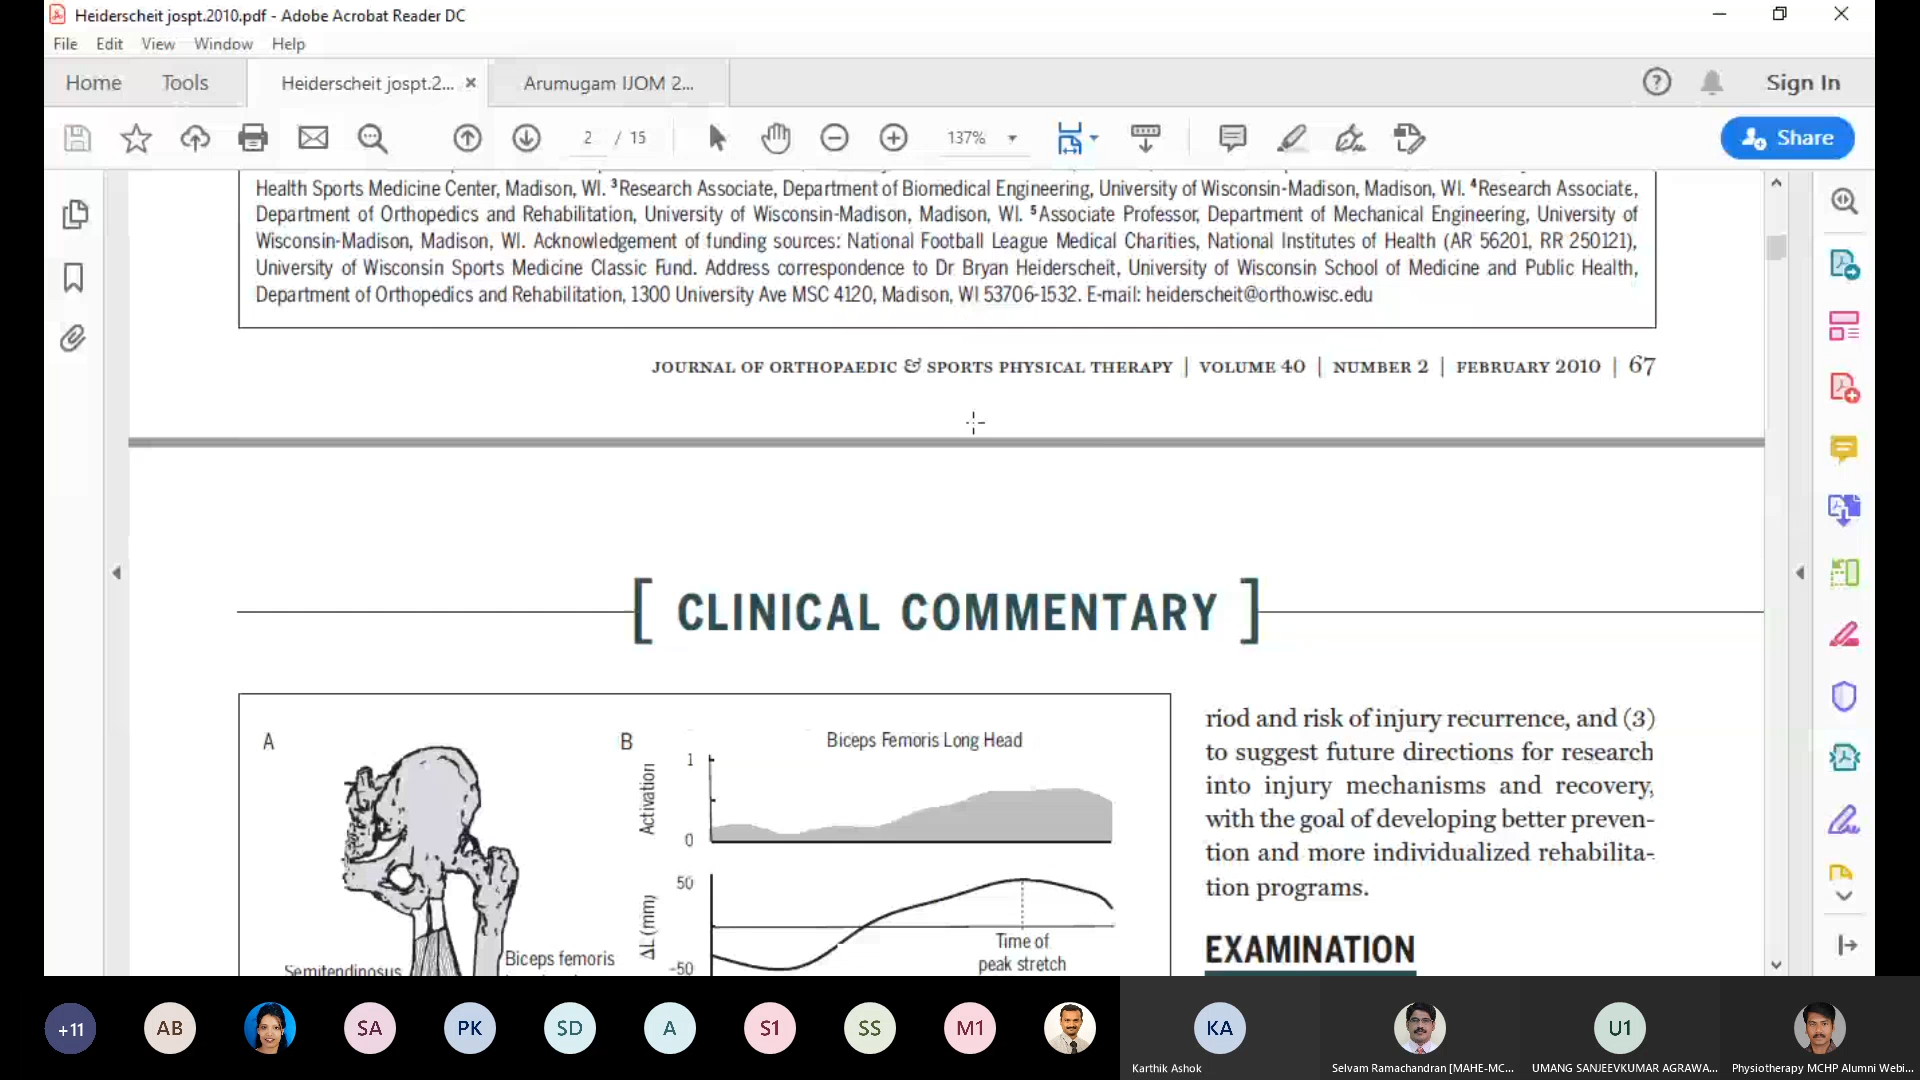 Heiderscheit jospt.2010.pdf - Adobe Acrobat Reader DC
File Edit View Window Help
Home Tools Heiderscheit jospt.2... × Arumugam IJOM 2... Sign In
2 / 15 137% Share
Health Sports Medicine Center, Madison, WI. ³Research Associate, Department of Biomedical Engineering, University of Wisconsin-Madison, Madison, WI. ⁴Research Associate,
Department of Orthopedics and Rehabilitation, University of Wisconsin-Madison, Madison, WI. ⁵Associate Professor, Department of Mechanical Engineering, University of
Wisconsin-Madison, Madison, WI. Acknowledgement of funding sources: National Football League Medical Charities, National Institutes of Health (AR 56201, RR 250121),
University of Wisconsin Sports Medicine Classic Fund. Address correspondence to Dr Bryan Heiderscheit, University of Wisconsin School of Medicine and Public Health,
Department of Orthopedics and Rehabilitation, 1300 University Ave MSC 4120, Madison, WI 53706-1532. E-mail: heiderscheit@ortho.wisc.edu
JOURNAL OF ORTHOPAEDIC & SPORTS PHYSICAL THERAPY | VOLUME 40 | NUMBER 2 | FEBRUARY 2010 | 67
[ CLINICAL COMMENTARY ]
A
Semitendinosus
Biceps femoris
B
Biceps Femoris Long Head
Activation
1
0
ΔL (mm)
50
-50
Time of
peak stretch
riod and risk of injury recurrence, and (3)
to suggest future directions for research
into injury mechanisms and recovery,
with the goal of developing better preven-
tion and more individualized rehabilita-
tion programs.
EXAMINATION
+11 AB SA PK SD A S1 SS M1 KA U1
Karthik Ashok Selvam Ramachandran [MAHE-MC... UMANG SANJEEVKUMAR AGRAWA... Physiotherapy MCHP Alumni Webi...